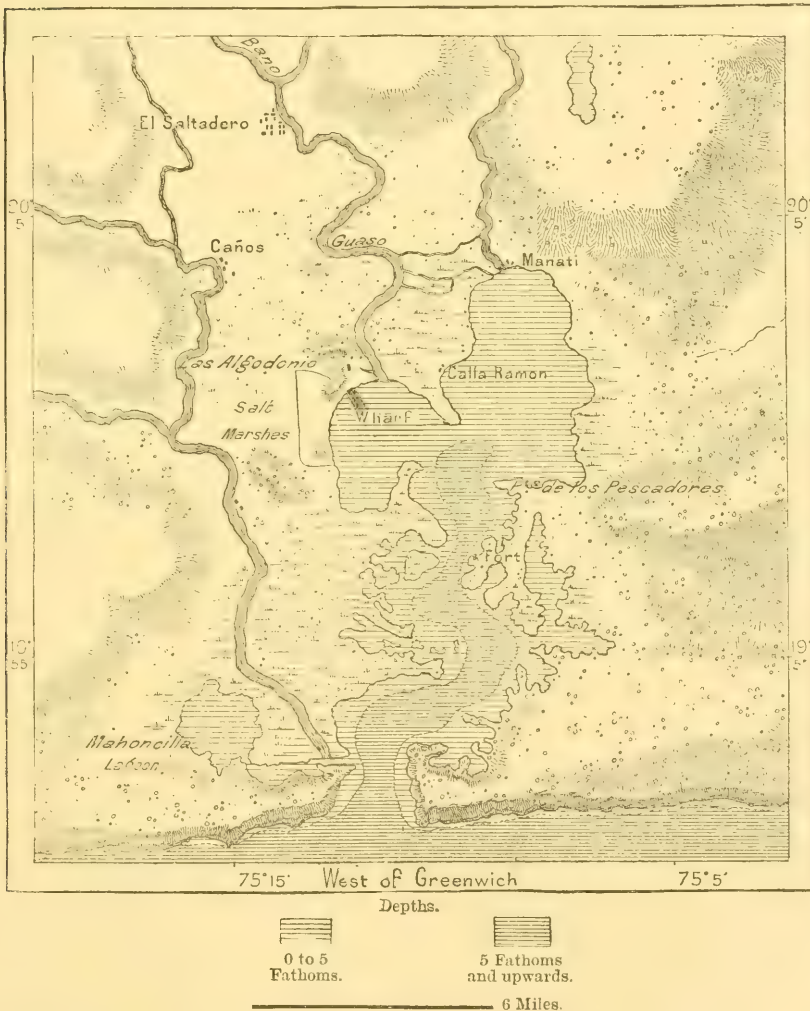 Bano
El Saltadero
20°
5'
20°
5'
Guaso
Caños
Manati
Las Algodonio
Calla Ramon
Salt
Marshes
Wharf
de los Pescadores
Fort
19°
55
19°
5'
Mahoncilla
Lagoon
75°15' West of Greenwich 75°5'
Depths.
0 to 5
Fathoms.
5 Fathoms
and upwards.
6 Miles.